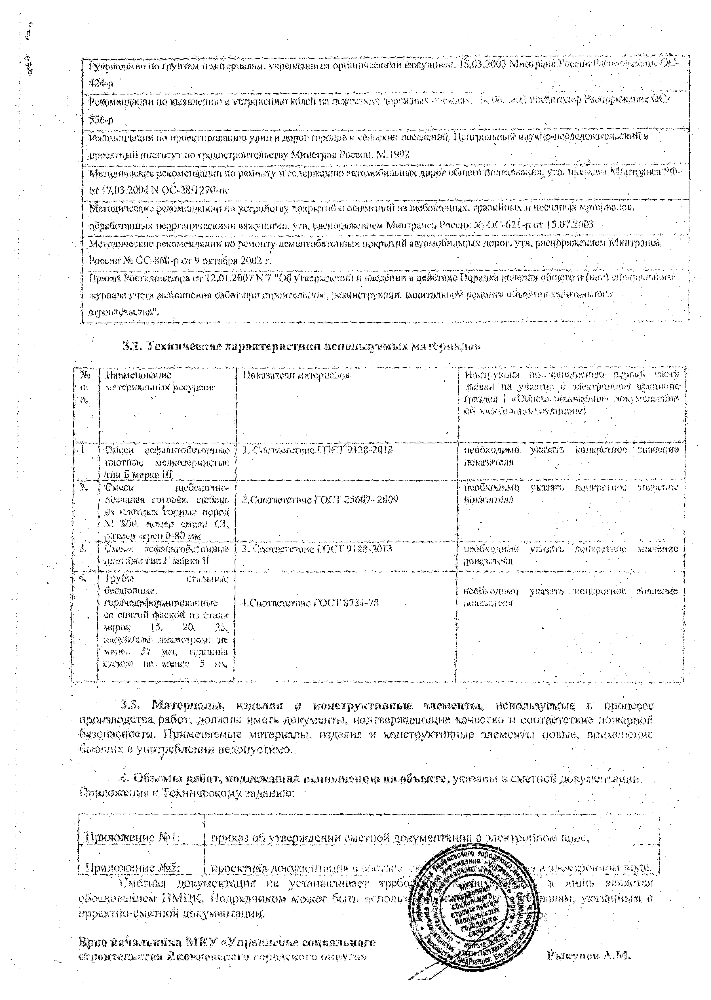 Руководство по грунтам и материалам, укрепленным органическими вяжущими. 15.03.2003 Минтранс России Распоряжение ОС-
424-р
Рекомендации по выявлению и устранению колей на нежестких дорожных Росавтодор Распоряжение ОС-
556-р
Рекомендации по проектированию улиц и дорог городов и сельских поселений. Центральный научно-исследовательский и
проектный институт по градостроительству Минстроя России. М.1992
Методические рекомендации по ремонту и содержанию автомобильных дорог общего пользования, утв. письмом Минтранса РФ
от 17.03.2004 N ОС-28/1270-ис
Методические рекомендации по устройству покрытий и оснований из щебеночных, гравийных и песчаных материалов,
обработанных неорганическими вяжущими. утв. распоряжением Минтранса России № ОС-621-р от 15.07.2003
Методические рекомендации по ремонту цементобетонных покрытий автомобильных дорог, утв. распоряжением Минтранса
России № ОС-860-р от 9 октября 2002 г.
Приказ Ростехнадзора от 12.01.2007 N 7 "Об утверждении и введении в действие Порядка ведения общего и (или) специального
журнала учета выполнения работ при строительстве, реконструкции, капитальном ремонте объектов капитального
строительства".
3.2. Технические характеристики используемых материалов
№ Наименование Показатели материалов Инструкция по заполнению первой части
п. материальных ресурсов заявки на участие в электронном аукционе
п. (раздел 1 «Общие положения» документации
об электронном аукционе)
1 Смеси асфальтобетонные 1. Соответствие ГОСТ 9128-2013 необходимо указать конкретное значение
плотные мелкозернистые показателя
тип Б марка III
2. Смесь щебеночно- необходимо указать конкретное значение
песчаная готовая, щебень 2.Соответствие ГОСТ 25607- 2009 показателя
из плотных горных пород
М 800, номер смеси С4,
размер зерен 0-80 мм
3. Смеси асфальтобетонные 3. Соответствие ГОСТ 9128-2013 необходимо указать конкретное значение
плотные тип Г марка II показателя
4. Трубы стальные
бесшовные, необходимо указать конкретное значение
горячедеформированные 4.Соответствие ГОСТ 8734-78 показателя
со снятой фаской из стали
марок 15, 20, 25,
наружным диаметром: не
менее 57 мм, толщина
стенки не менее 5 мм
3.3. Материалы, изделия и конструктивные элементы, используемые в процессе
производства работ, должны иметь документы, подтверждающие качество и соответствие пожарной
безопасности. Применяемые материалы, изделия и конструктивные элементы новые, применение
бывших в употреблении недопустимо.
4. Объемы работ, подлежащих выполнению на объекте, указаны в сметной документации.
Приложения к Техническому заданию:
Приложение №1: приказ об утверждении сметной документации в электронном виде.
Приложение №2: проектная документация в составе в электронном виде.
Сметная документация не устанавливает а лишь является
обоснованием НМЦК, Подрядчиком может быть указанным в
проектно-сметной документации.
МКУ
«Управление
социального
строительства
Яковлевского
городского
округа»
Врио начальника МКУ «Управление социального
строительства Яковлевского городского округа» Рыкунов А.М.